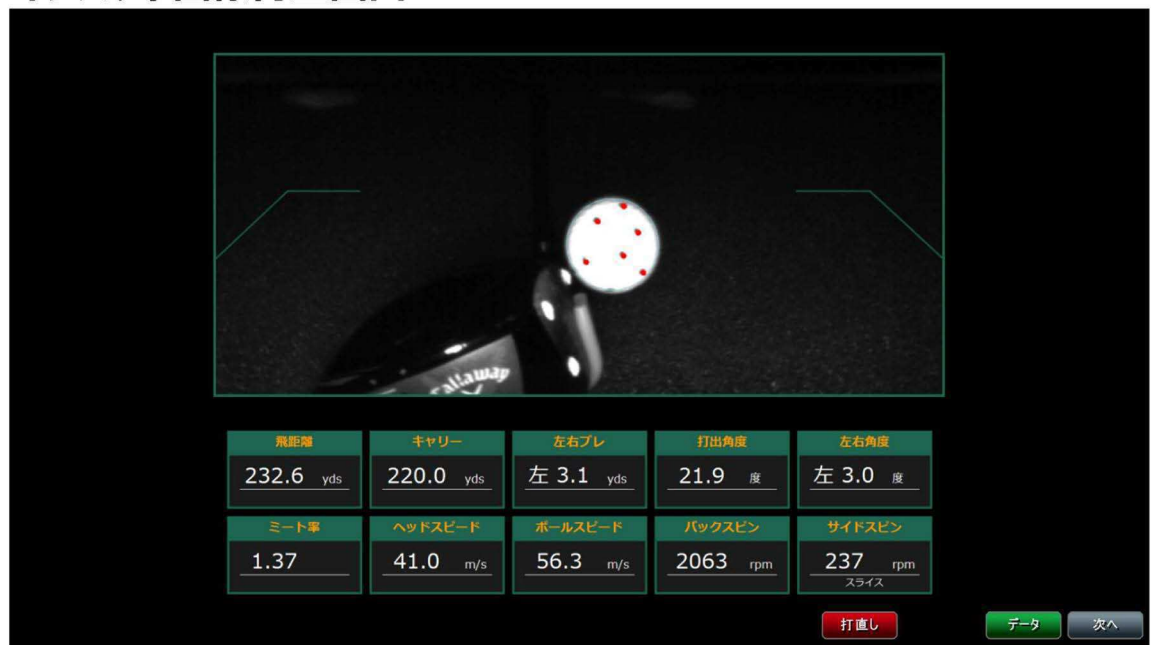 Callaway
飛距離 キャリー 左右ブレ 打出角度 左右角度
232.6 yds 220.0 yds 左 3.1 yds 21.9 度 左 3.0 度
ミート率 ヘッドスピード ボールスピード バックスピン サイドスピン
1.37 41.0 m/s 56.3 m/s 2063 rpm 237 rpm
スライス
打直し データ 次へ